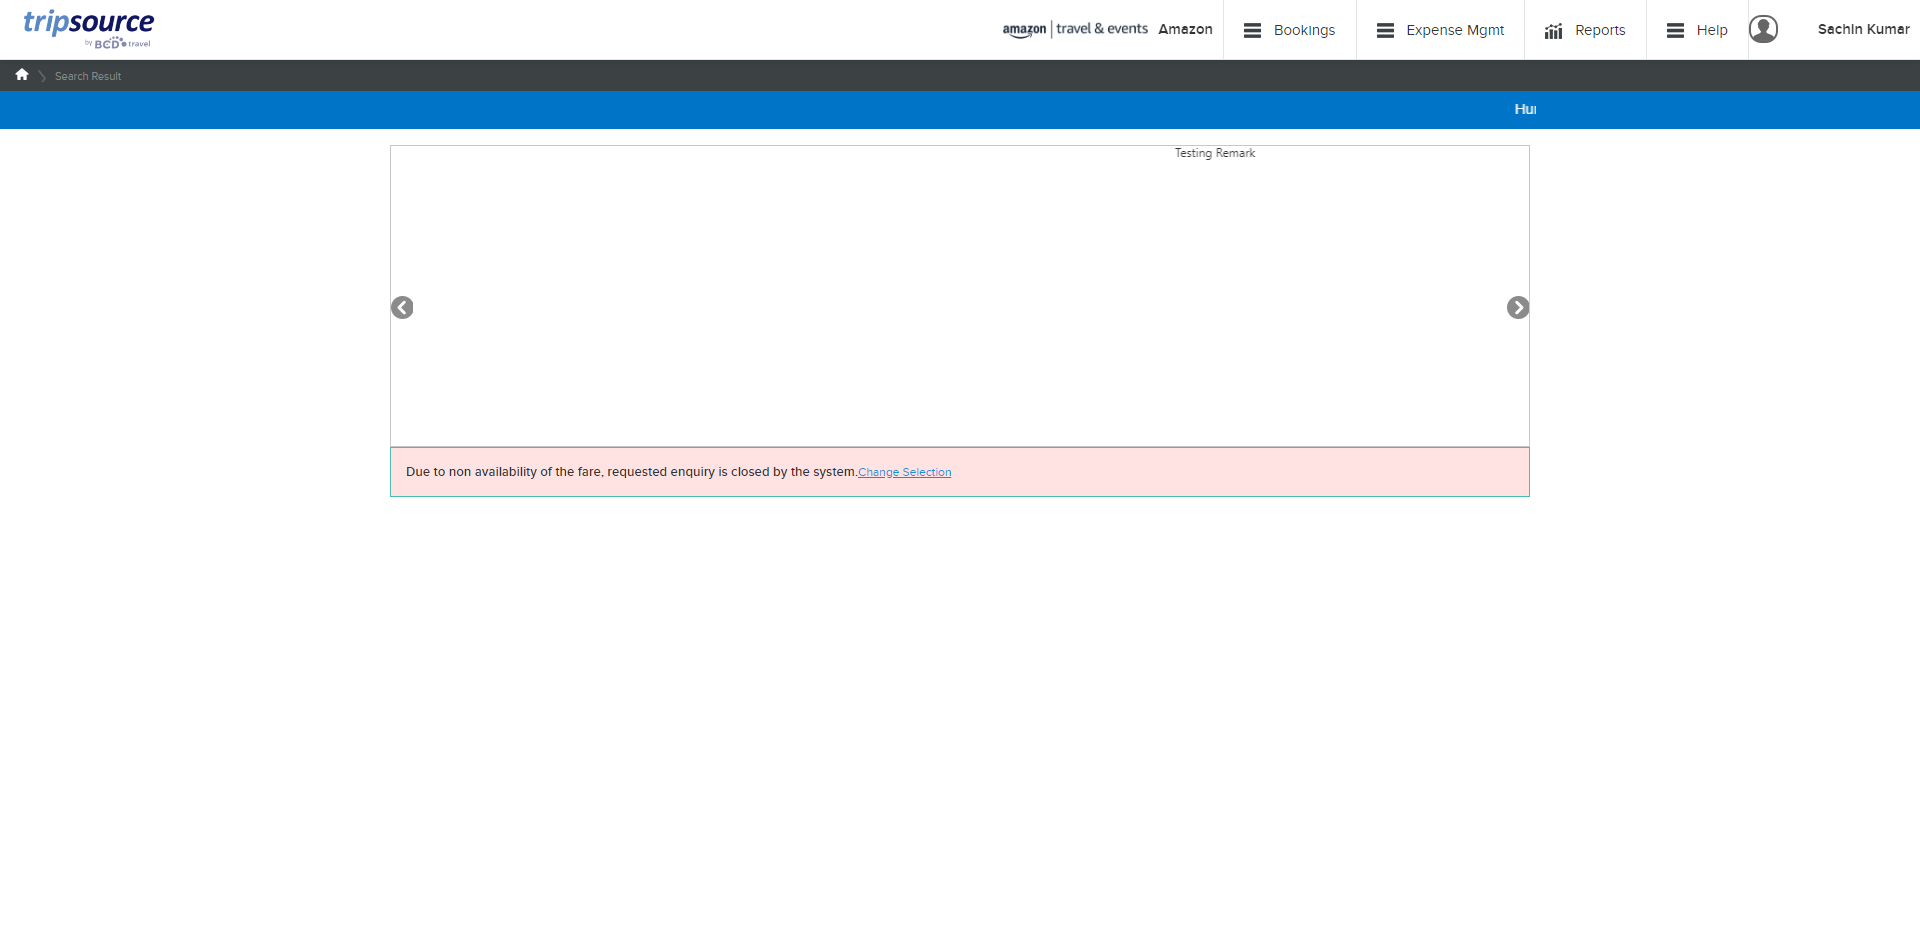 tripsource
by BCD travel
amazon | travel & events Amazon
Bookings
Expense Mgmt
Reports
Help
Sachin Kumar
Search Result
Testing Remark
Due to non availability of the fare, requested enquiry is closed by the system.Change Selection